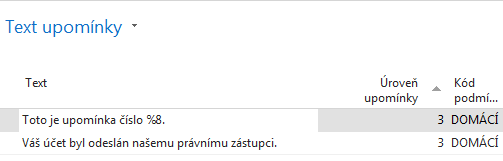 Text upomínky
Text Úroveň upomínky Kód podmí...
Toto je upomínka číslo %8. 3 DOMÁCÍ
Váš účet byl odeslán našemu právnímu zástupci. 3 DOMÁCÍ